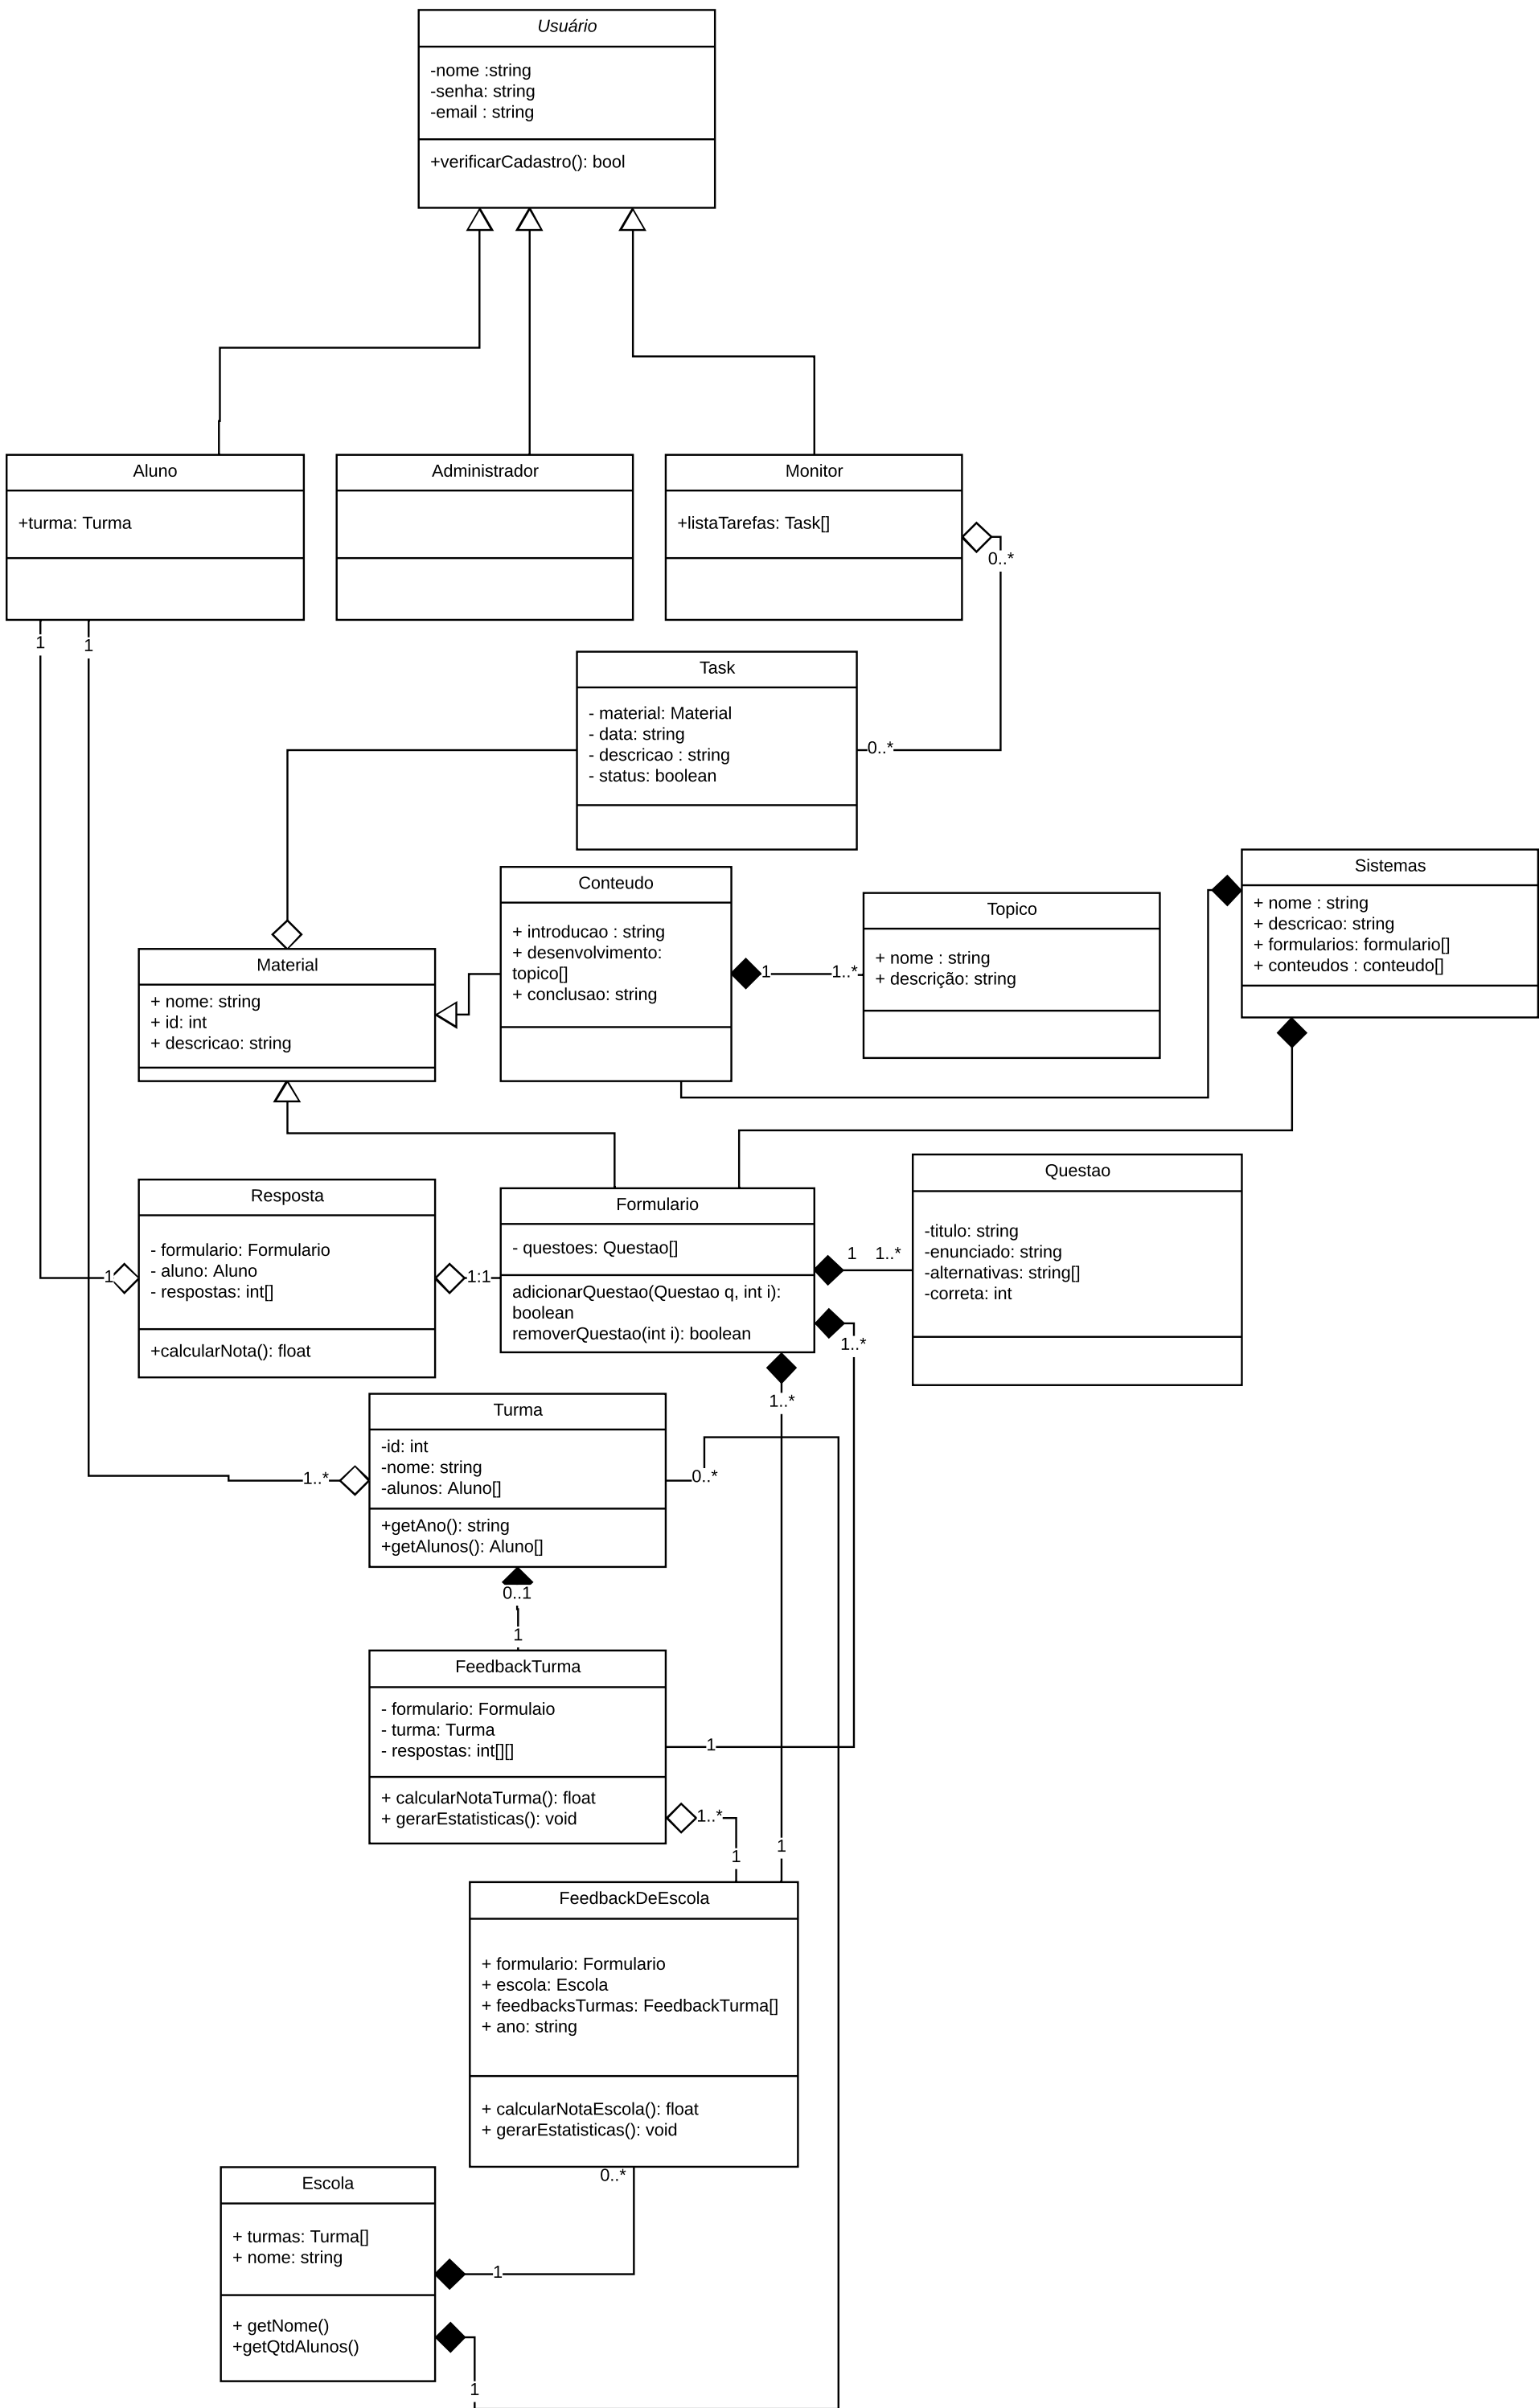 Usuário
-nome :string
-senha: string
-email : string
+verificarCadastro(): bool
Aluno
+turma: Turma
Administrador
Monitor
+listaTarefas: Task[]
0..*
1
1
Task
- material: Material
- data: string
- descricao : string
- status: boolean
0..*
Sistemas
+ nome : string
+ descricao: string
+ formularios: formulario[]
+ conteudos : conteudo[]
Conteudo
+ introducao : string
+ desenvolvimento:
topico[]
+ conclusao: string
1
1..*
Topico
+ nome : string
+ descrição: string
Material
+ nome: string
+ id: int
+ descricao: string
Resposta
- formulario: Formulario
- aluno: Aluno
- respostas: int[]
+calcularNota(): float
1
1:1
Formulario
- questoes: Questao[]
adicionarQuestao(Questao q, int i):
boolean
removerQuestao(int i): boolean
1
1..*
Questao
-titulo: string
-enunciado: string
-alternativas: string[]
-correta: int
1..*
1..*
Turma
-id: int
-nome: string
-alunos: Aluno[]
+getAno(): string
+getAlunos(): Aluno[]
1..*
0..*
0..1
1
FeedbackTurma
- formulario: Formulaio
- turma: Turma
- respostas: int[][]
+ calcularNotaTurma(): float
+ gerarEstatisticas(): void
1
1..*
1
1
FeedbackDeEscola
+ formulario: Formulario
+ escola: Escola
+ feedbacksTurmas: FeedbackTurma[]
+ ano: string
+ calcularNotaEscola(): float
+ gerarEstatisticas(): void
0..*
Escola
+ turmas: Turma[]
+ nome: string
+ getNome()
+getQtdAlunos()
1
1